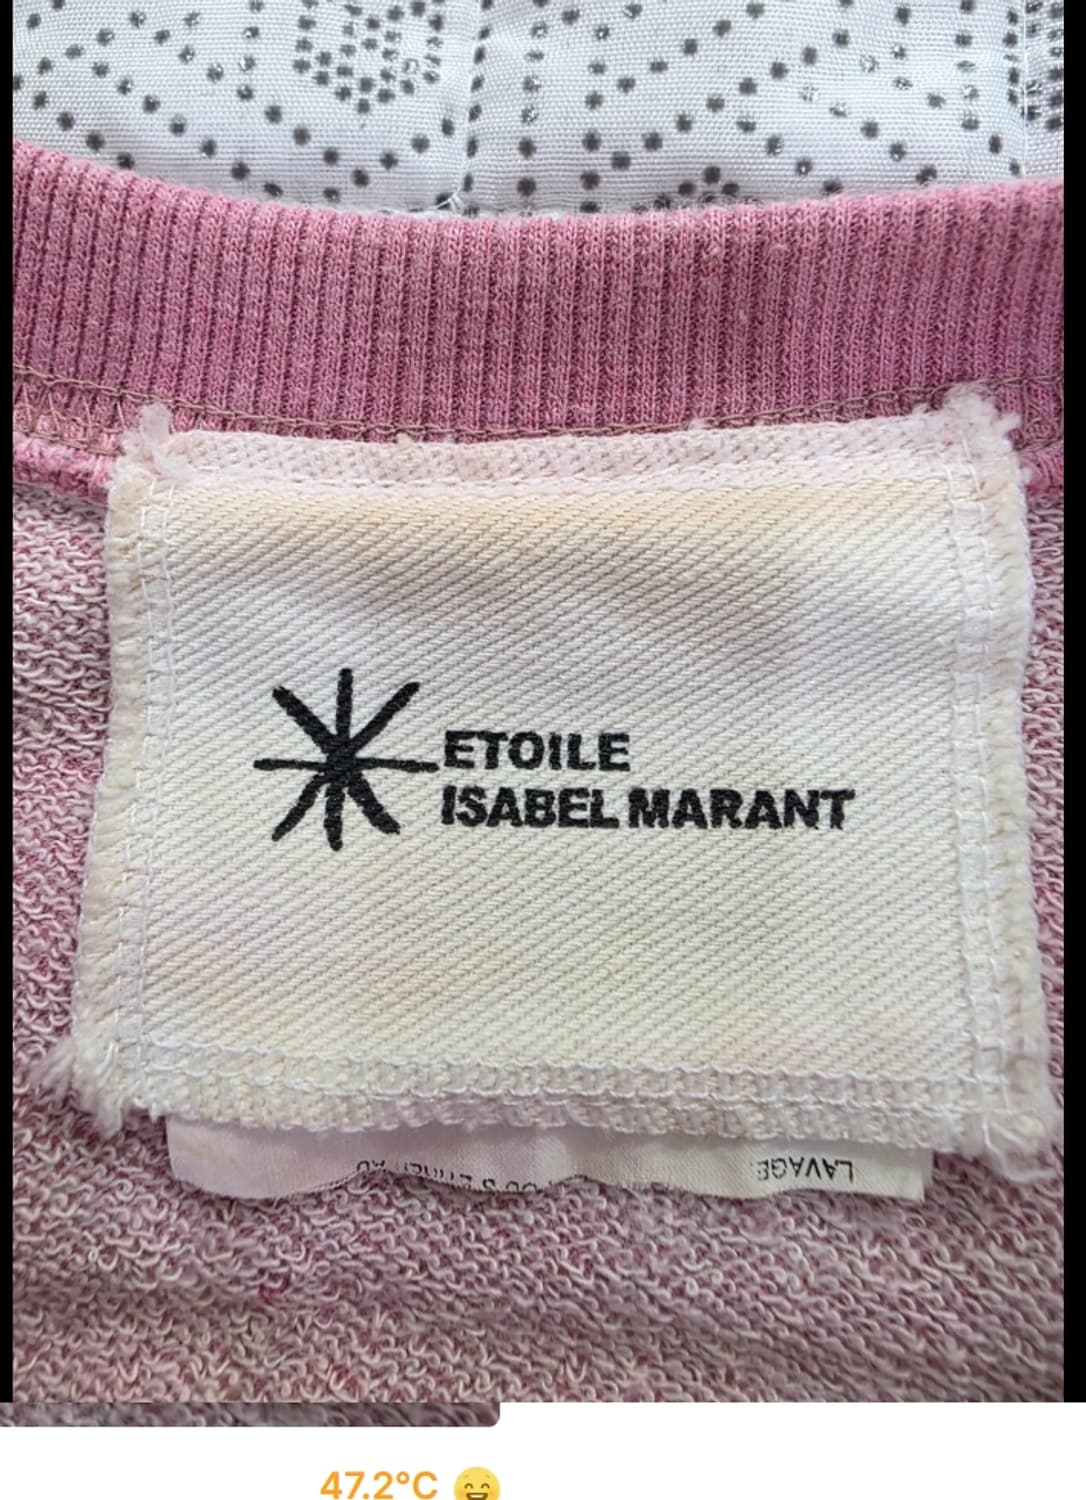 ETOILE
ISABEL MARANT
LAVAGE
47.2°C